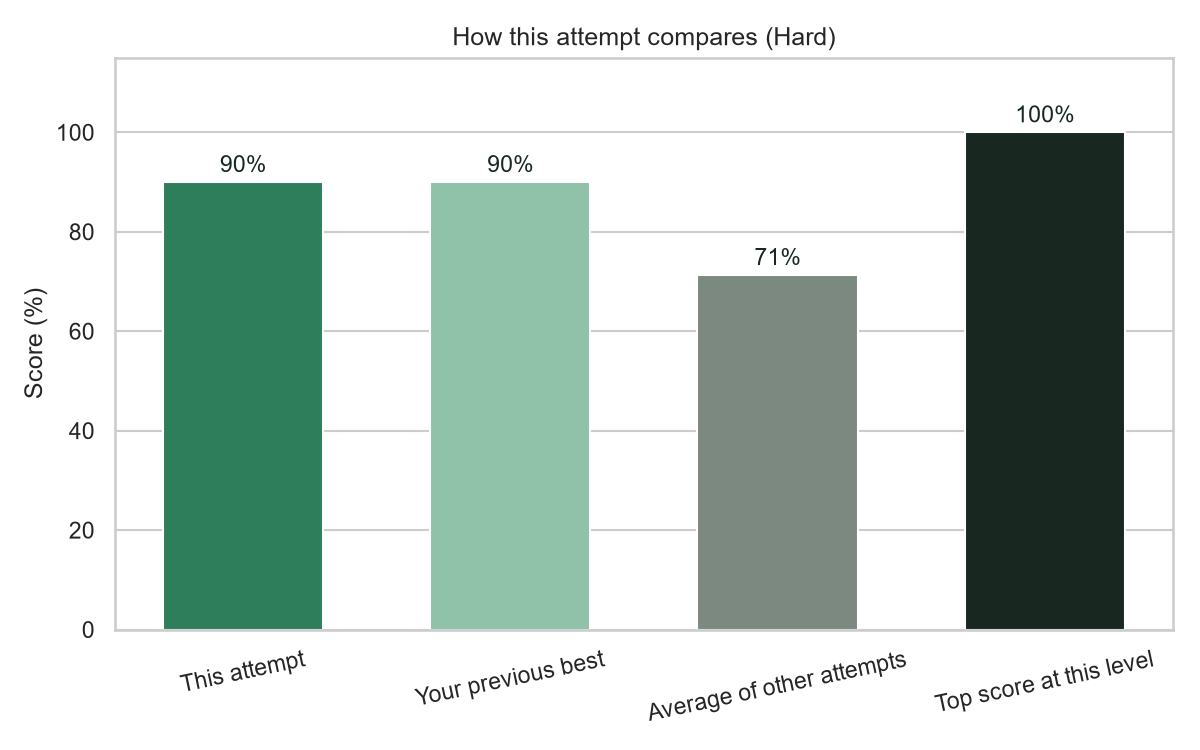 How this attempt compares (Hard)
Score (%)
100
80
60
40
20
0
90%
90%
71%
100%
This attempt
Your previous best
Average of other attempts
Top score at this level